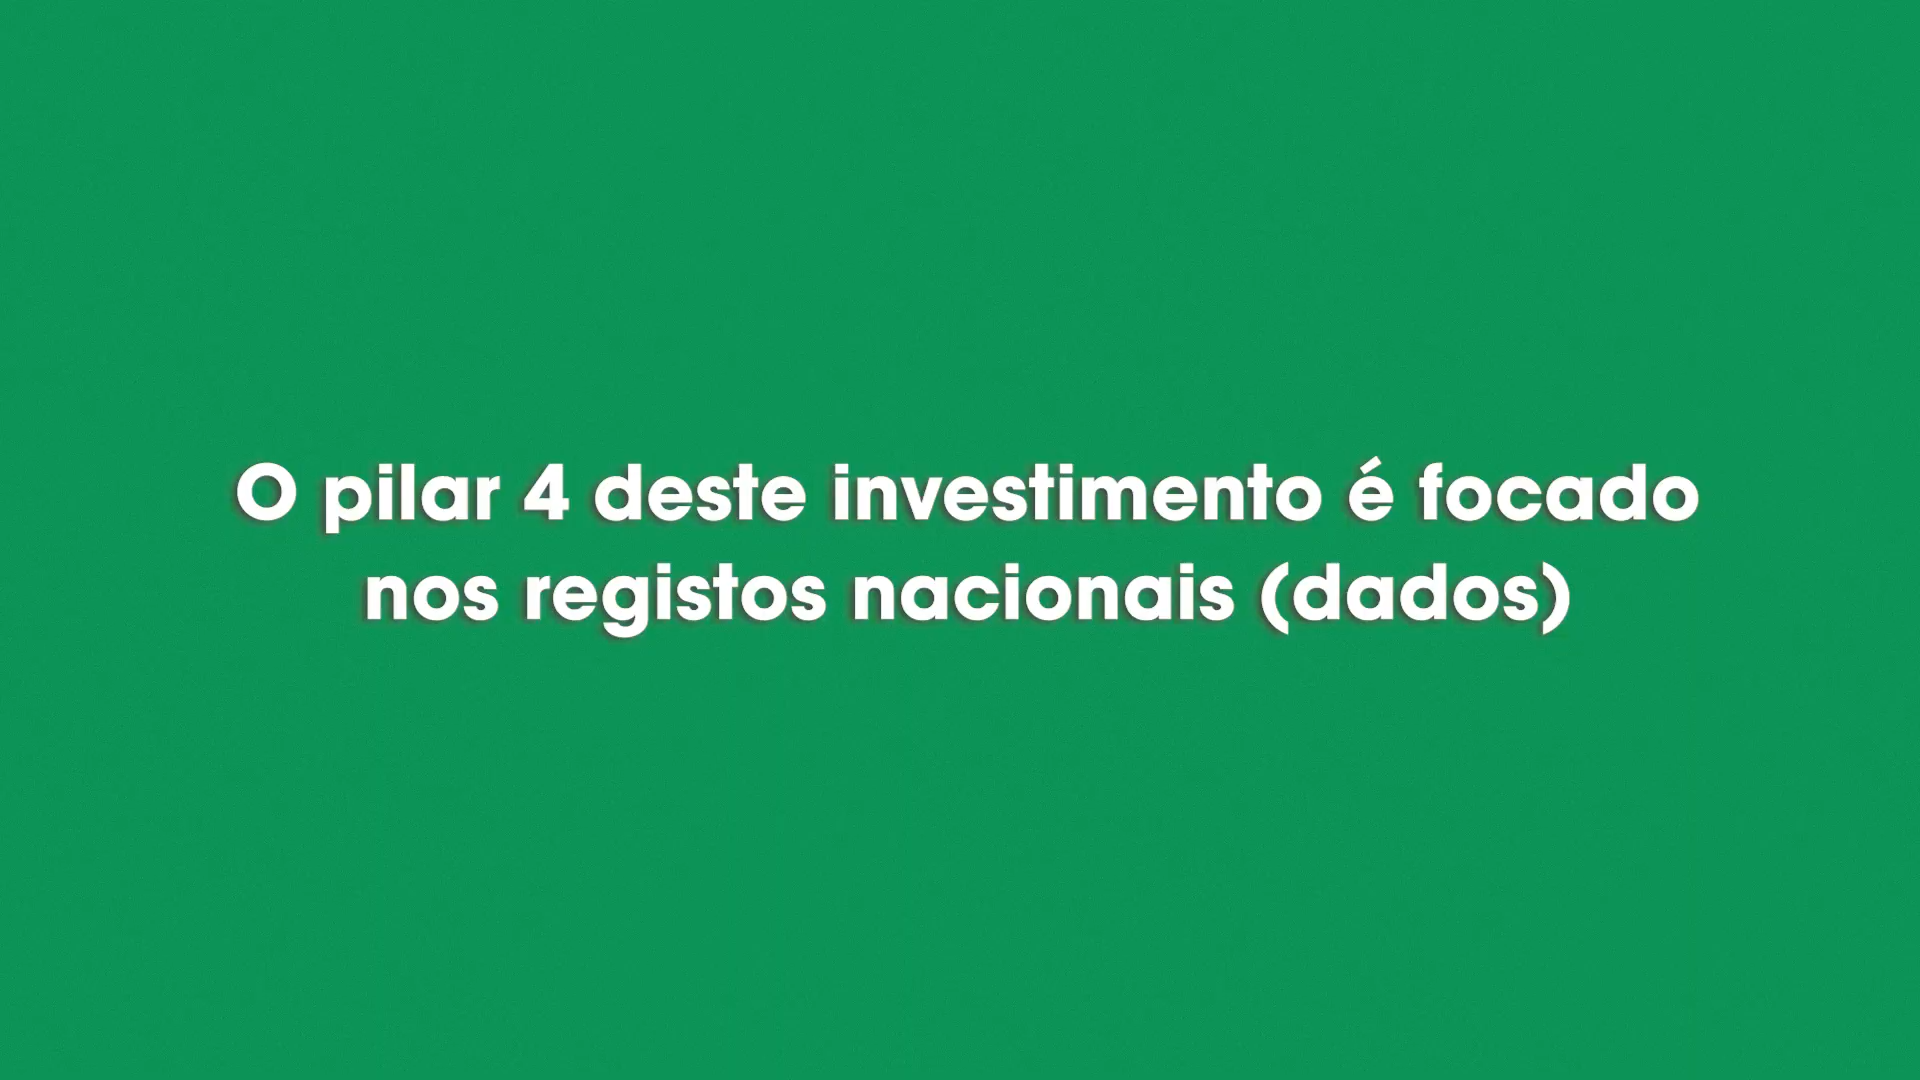 O pilar 4 deste investimento é focado
nos registos nacionais (dados)